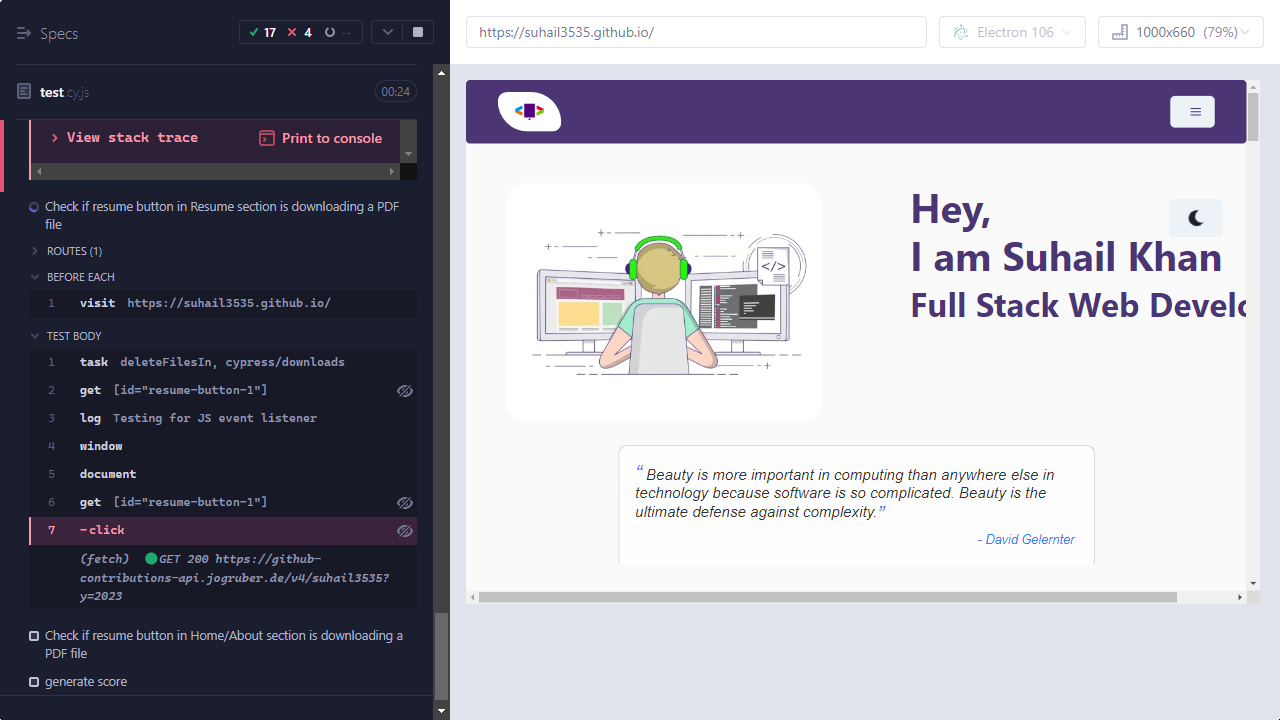 Specs
17 4 --
test cy.js
00:24
View stack trace
Print to console
Check if resume button in Resume section is downloading a PDF
file
ROUTES (1)
BEFORE EACH
1 visit https://suhail3535.github.io/
TEST BODY
1 task deleteFilesIn, cypress/downloads
2 get [id="resume-button-1"]
3 log Testing for JS event listener
4 window
5 document
6 get [id="resume-button-1"]
7 -click
(fetch) GET 200 https://github-
contributions-api.jogruber.de/v4/suhail3535?
y=2023
Check if resume button in Home/About section is downloading a
PDF file
generate score
https://suhail3535.github.io/
Electron 106
1000x660 (79%)
Hey,
I am Suhail Khan
Full Stack Web Develo
</>
“ Beauty is more important in computing than anywhere else in
technology because software is so complicated. Beauty is the
ultimate defense against complexity.”
- David Gelernter